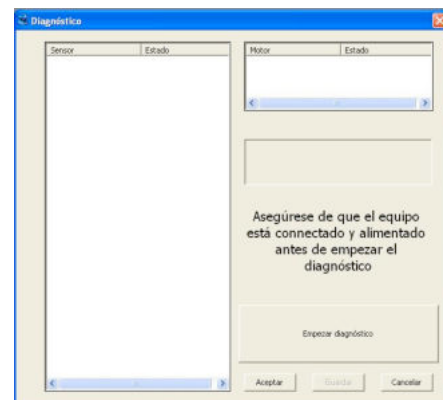 Diagnóstico
Sensor Estado
Motor Estado
Asegúrese de que el equipo
está connectado y alimentado
antes de empezar el
diagnóstico
Empezar diagnóstico
Aceptar Guardar Cancelar